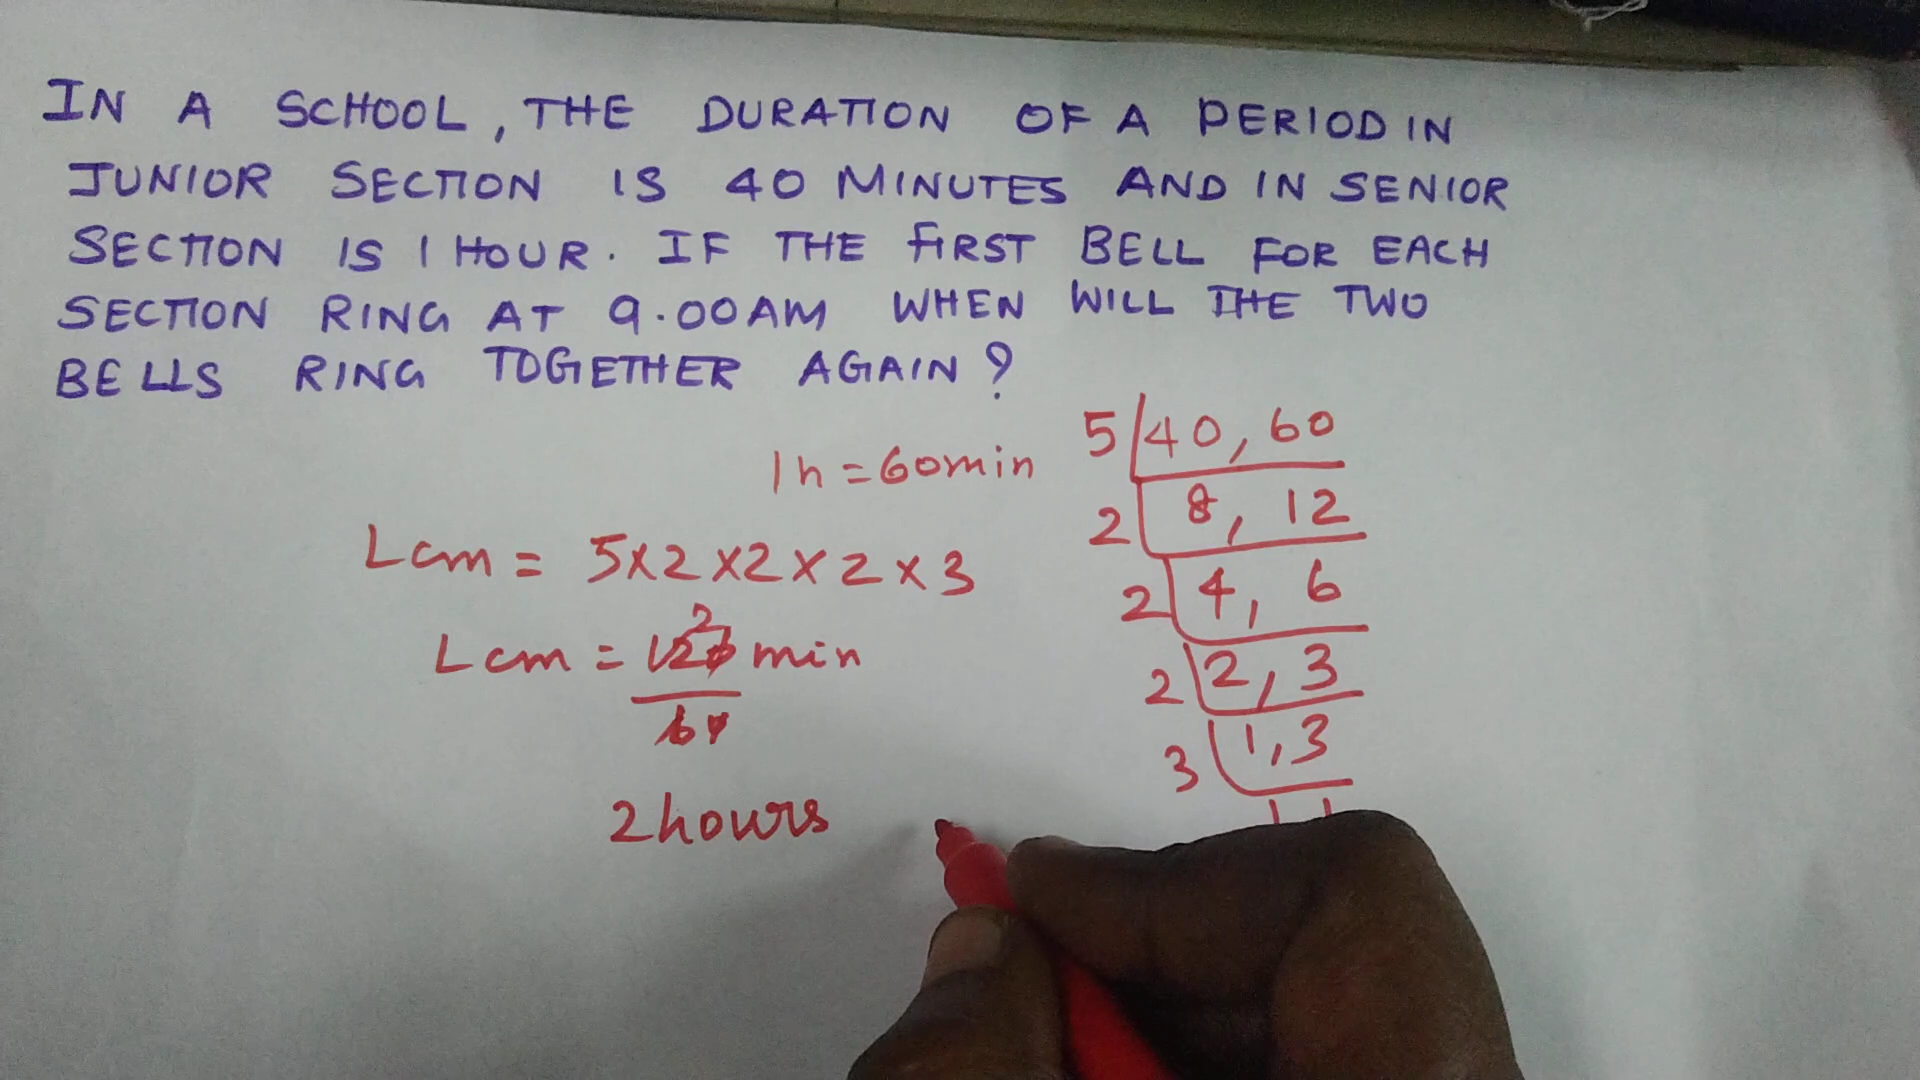 IN A SCHOOL, THE DURATION OF A PERIOD IN
JUNIOR SECTION IS 40 MINUTES AND IN SENIOR
SECTION IS 1 HOUR. IF THE FIRST BELL FOR EACH
SECTION RING AT 9.00AM WHEN WILL THE TWO
BELLS RING TOGETHER AGAIN?
1h=60min
Lcm = 5x2x2x2x3
2
Lcm = 120 min
60
2hours
5 40, 60
2 8, 12
2 4, 6
2 2, 3
3 1, 3